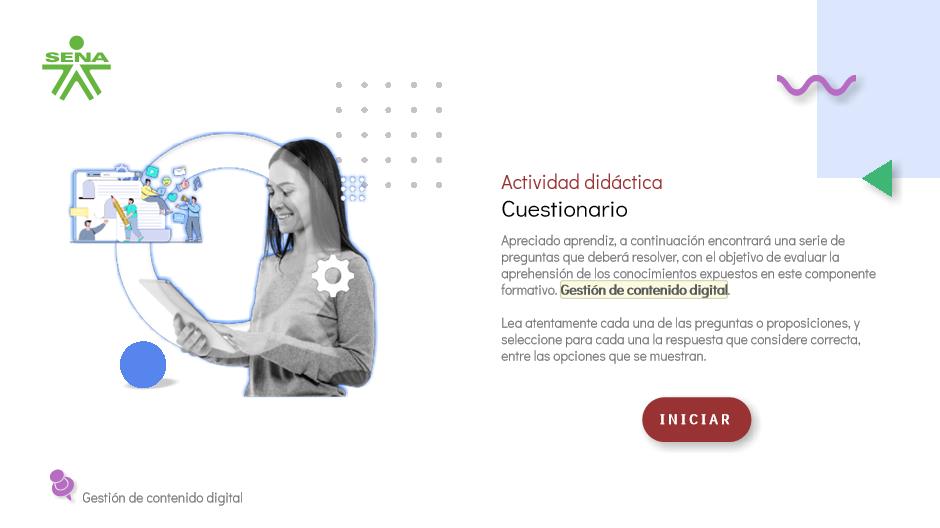 SENA
Actividad didáctica
Cuestionario
Apreciado aprendiz, a continuación encontrará una serie de
preguntas que deberá resolver, con el objetivo de evaluar la
aprehensión de los conocimientos expuestos en este componente
formativo. Gestión de contenido digital.
Lea atentamente cada una de las preguntas o proposiciones, y
seleccione para cada una la respuesta que considere correcta,
entre las opciones que se muestran.
INICIAR
Gestión de contenido digital